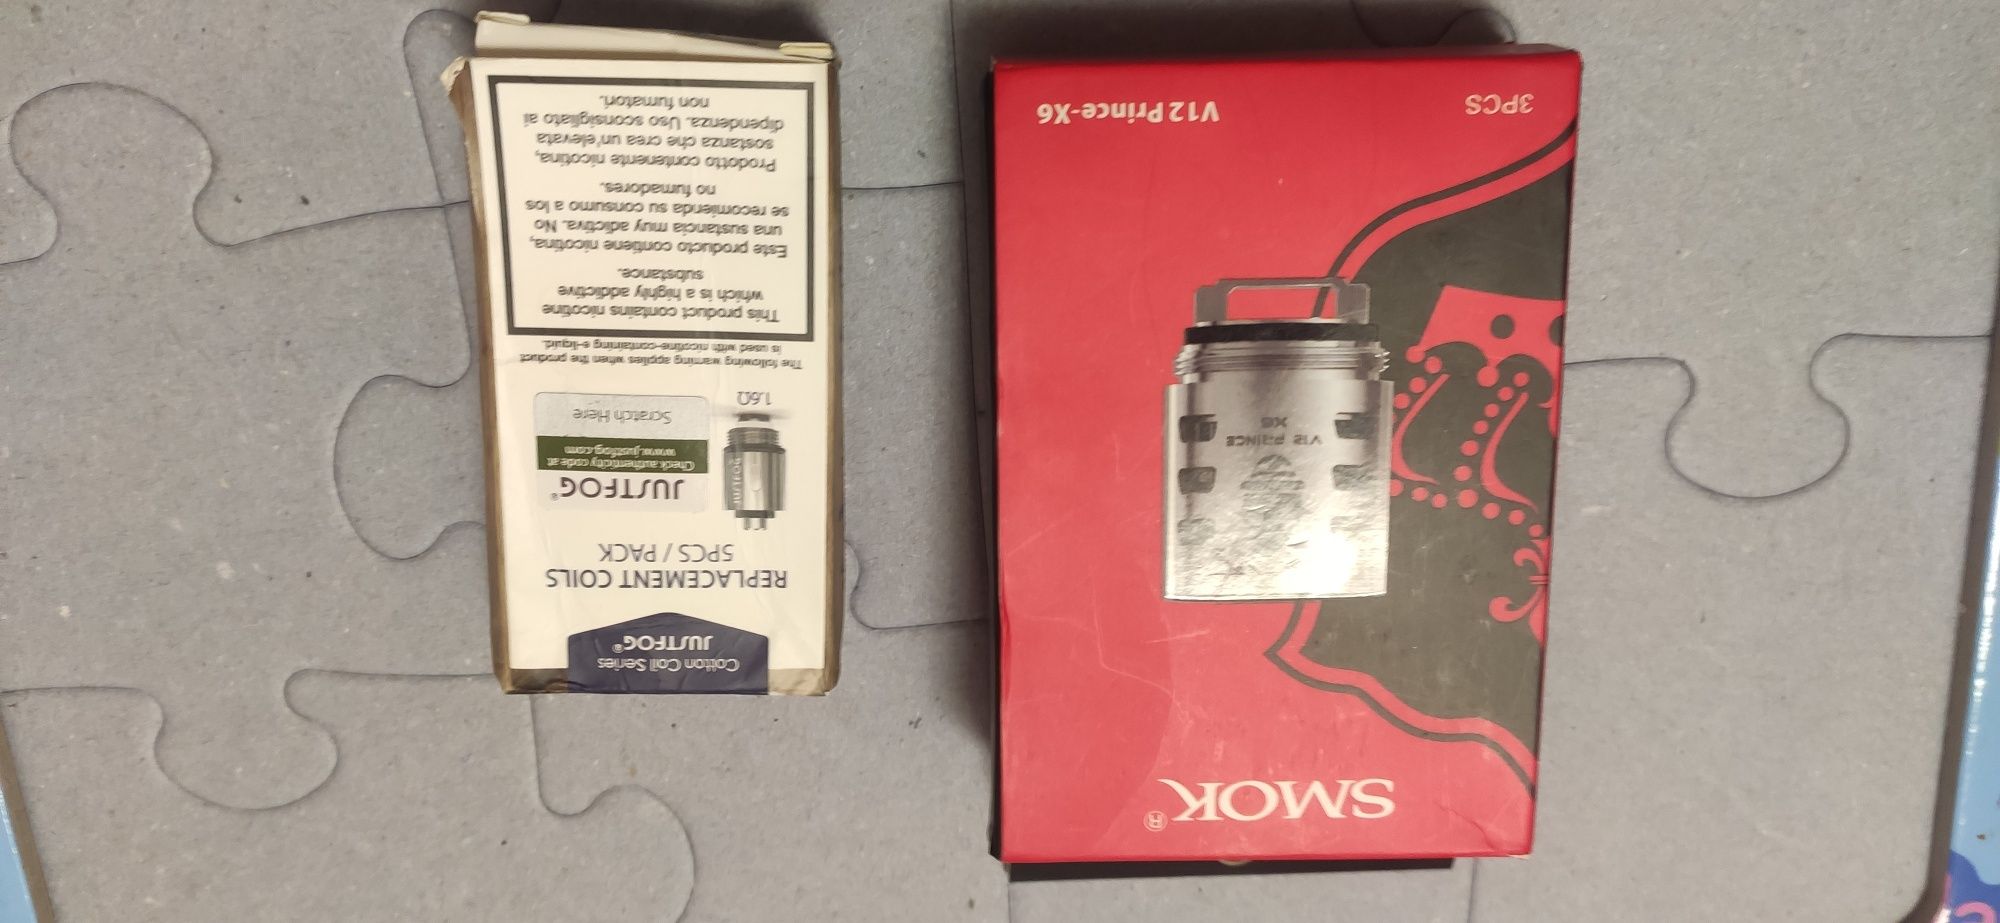 Cotton Coil Series
JUSTFOG®
REPLACEMENT COILS
5PCS / PACK
JUSTFOG®
Check authenticity code at
www.justfog.com
Scratch Here
JUSTFOG
1.6Ω
The following warning applies when the product
is used with nicotine-containing e-liquid.
This product contains nicotine
which is a highly addictive
substance.
Este producto contiene nicotina,
una sustancia muy adictiva. No
se recomienda su consumo a los
no fumadores.
Prodotto contenente nicotina,
sostanza che crea un'elevata
dipendenza. Uso sconsigliato ai
non fumatori.
SMOK®
V12 PRINCE
X6
3PCS
V12 Prince-X6